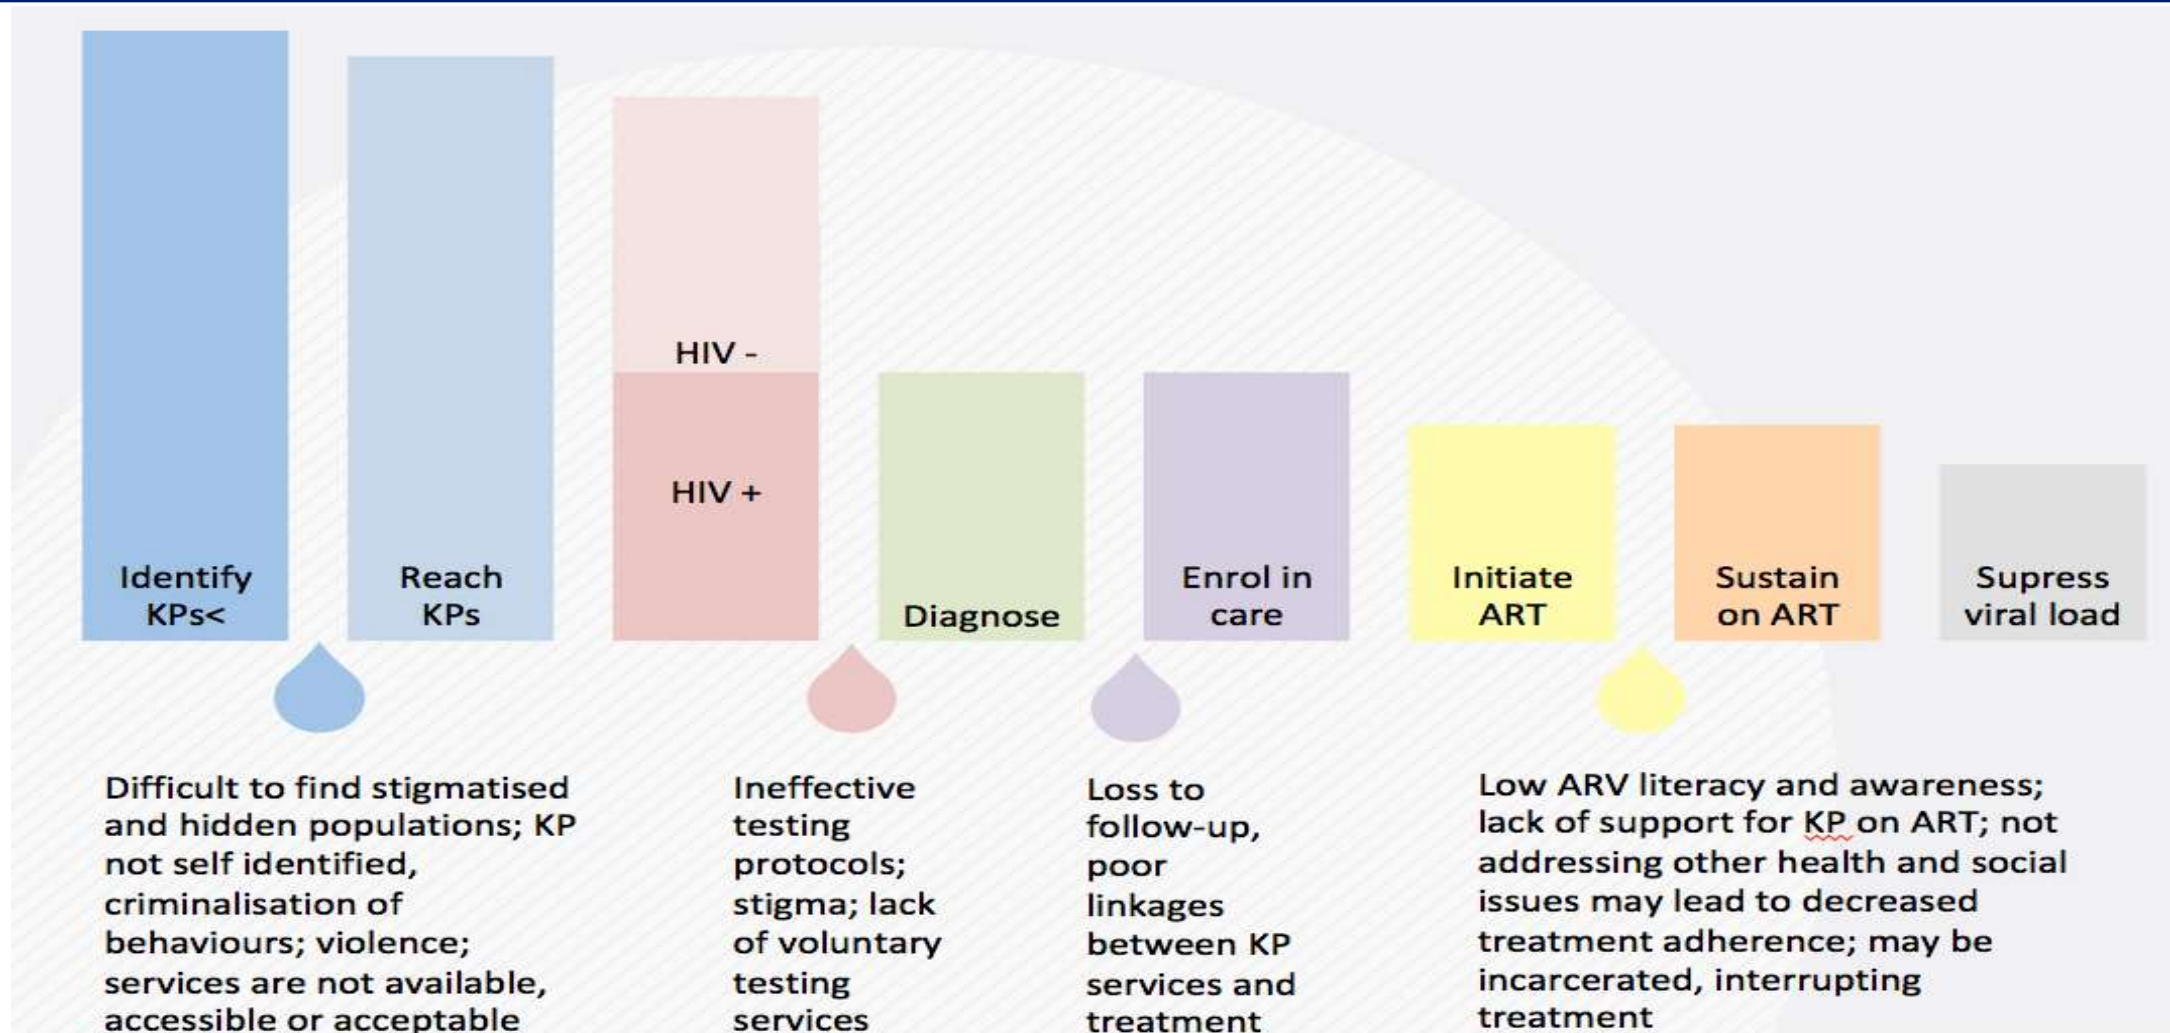 HIV -
HIV +
Identify
KPs<
Reach
KPs
Diagnose
Enrol in
care
Initiate
ART
Sustain
on ART
Supress
viral load
Difficult to find stigmatised
and hidden populations; KP
not self identified,
criminalisation of
behaviours; violence;
services are not available,
accessible or acceptable
Ineffective
testing
protocols;
stigma; lack
of voluntary
testing
services
Loss to
follow-up,
poor
linkages
between KP
services and
treatment
Low ARV literacy and awareness;
lack of support for KP on ART; not
addressing other health and social
issues may lead to decreased
treatment adherence; may be
incarcerated, interrupting
treatment